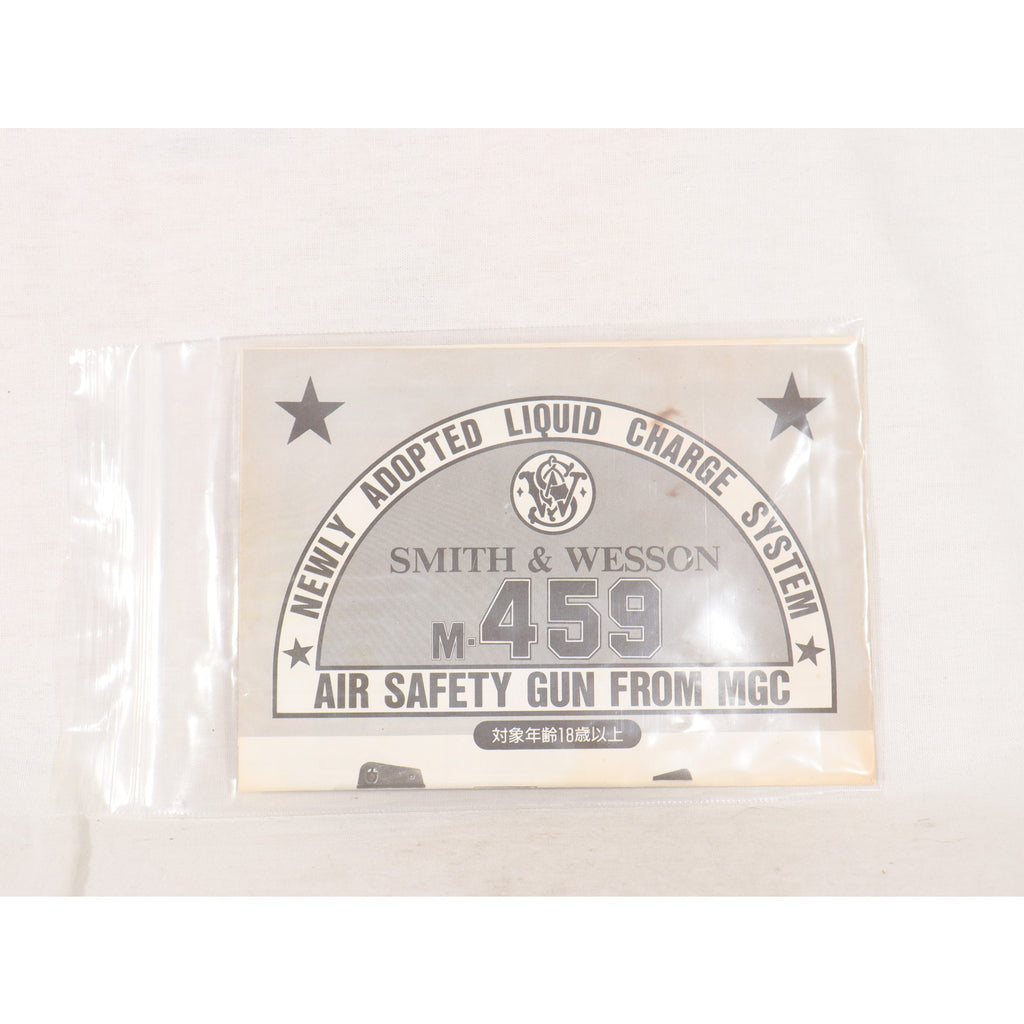 NEWLY ADOPTED LIQUID CHARGE SYSTEM
SW
SMITH & WESSON
M·459
AIR SAFETY GUN FROM MGC
対象年齢18歳以上